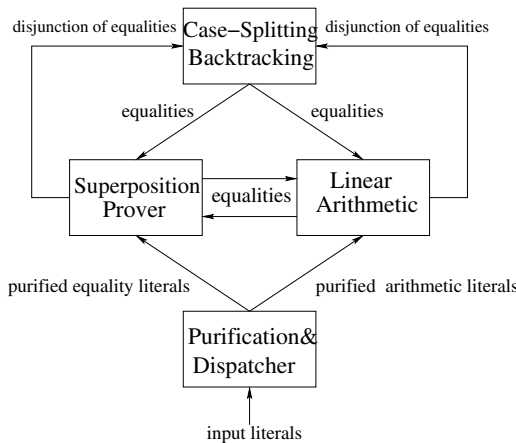 disjunction of equalities
Case−Splitting
Backtracking
disjunction of equalities
equalities
equalities
Superposition
Prover
equalities
Linear
Arithmetic
purified equality literals
purified arithmetic literals
Purification&
Dispatcher
input literals